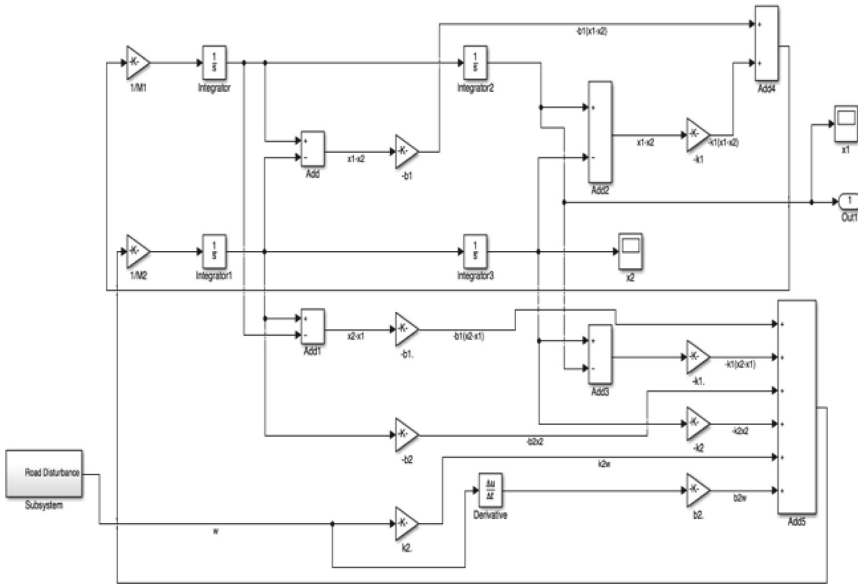 -b1(x1-x2)
-K-
1/M1
1
s
Integrator
1
s
Integrator2
+
+
Add4
+
-
Add
x1-x2
-K-
-b1
+
-
Add2
x1-x2
-K-
-k1
-k1(x1-x2)
x1
1
Out1
-K-
1/M2
1
s
Integrator1
1
s
Integrator3
x2
+
-
Add1
x2-x1
-K-
-b1.
-b1(x2-x1)
+
-
Add3
-K-
-k1.
-k1(x2-x1)
-K-
-b2
-b2x2
-K-
-k2
-k2x2
Road Disturbance
Subsystem
w
-K-
k2.
k2w
Δu
Δt
Derivative
-K-
b2.
b2w
+
+
+
+
+
+
Add5